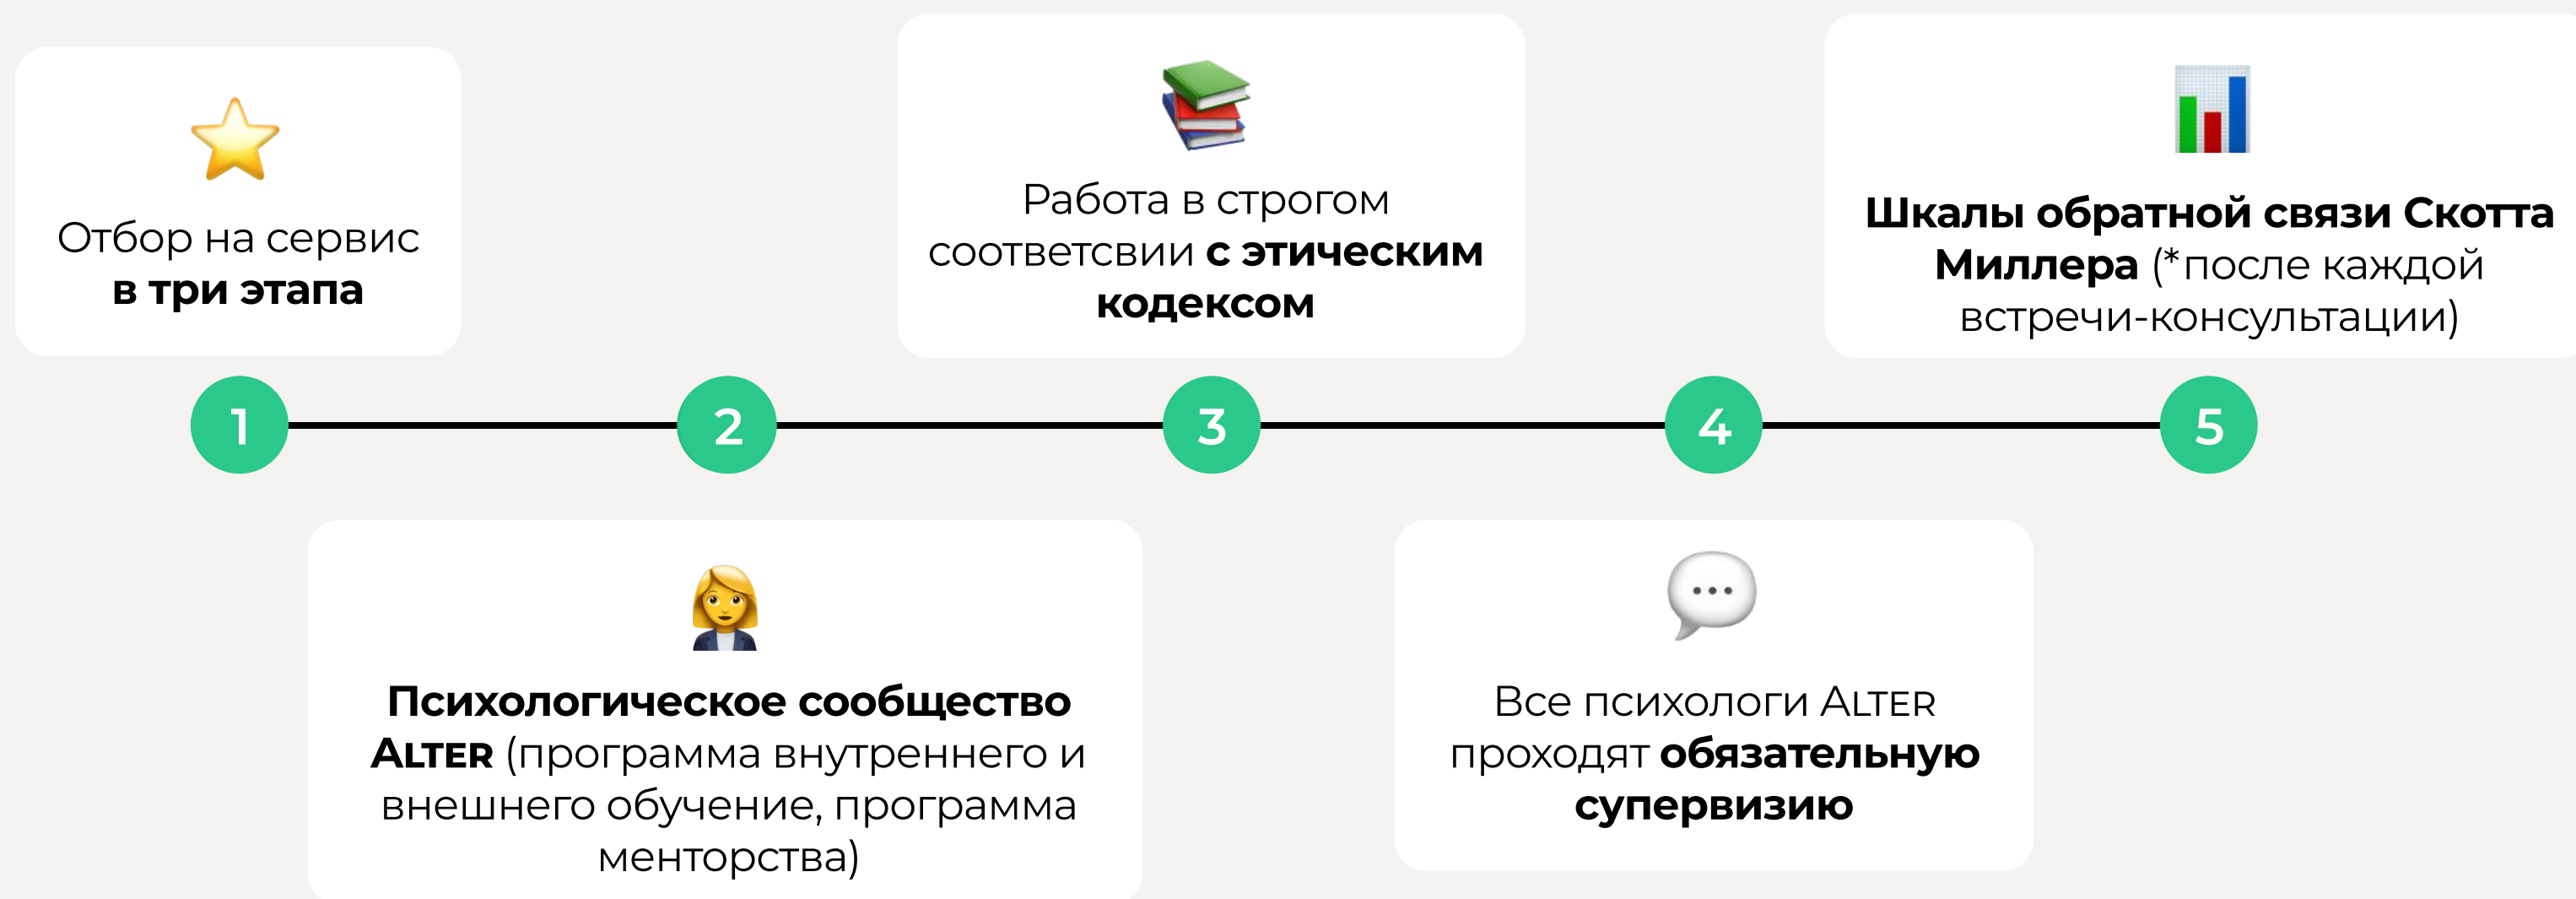 Отбор на сервис
в три этапа
Работа в строгом
соответсвии с этическим
кодексом
Шкалы обратной связи Скотта
Миллера (*после каждой
встречи-консультации)
1
2
3
4
5
Психологическое сообщество
ALTER (программа внутреннего и
внешнего обучение, программа
менторства)
Все психологи ALTER
проходят обязательную
супервизию